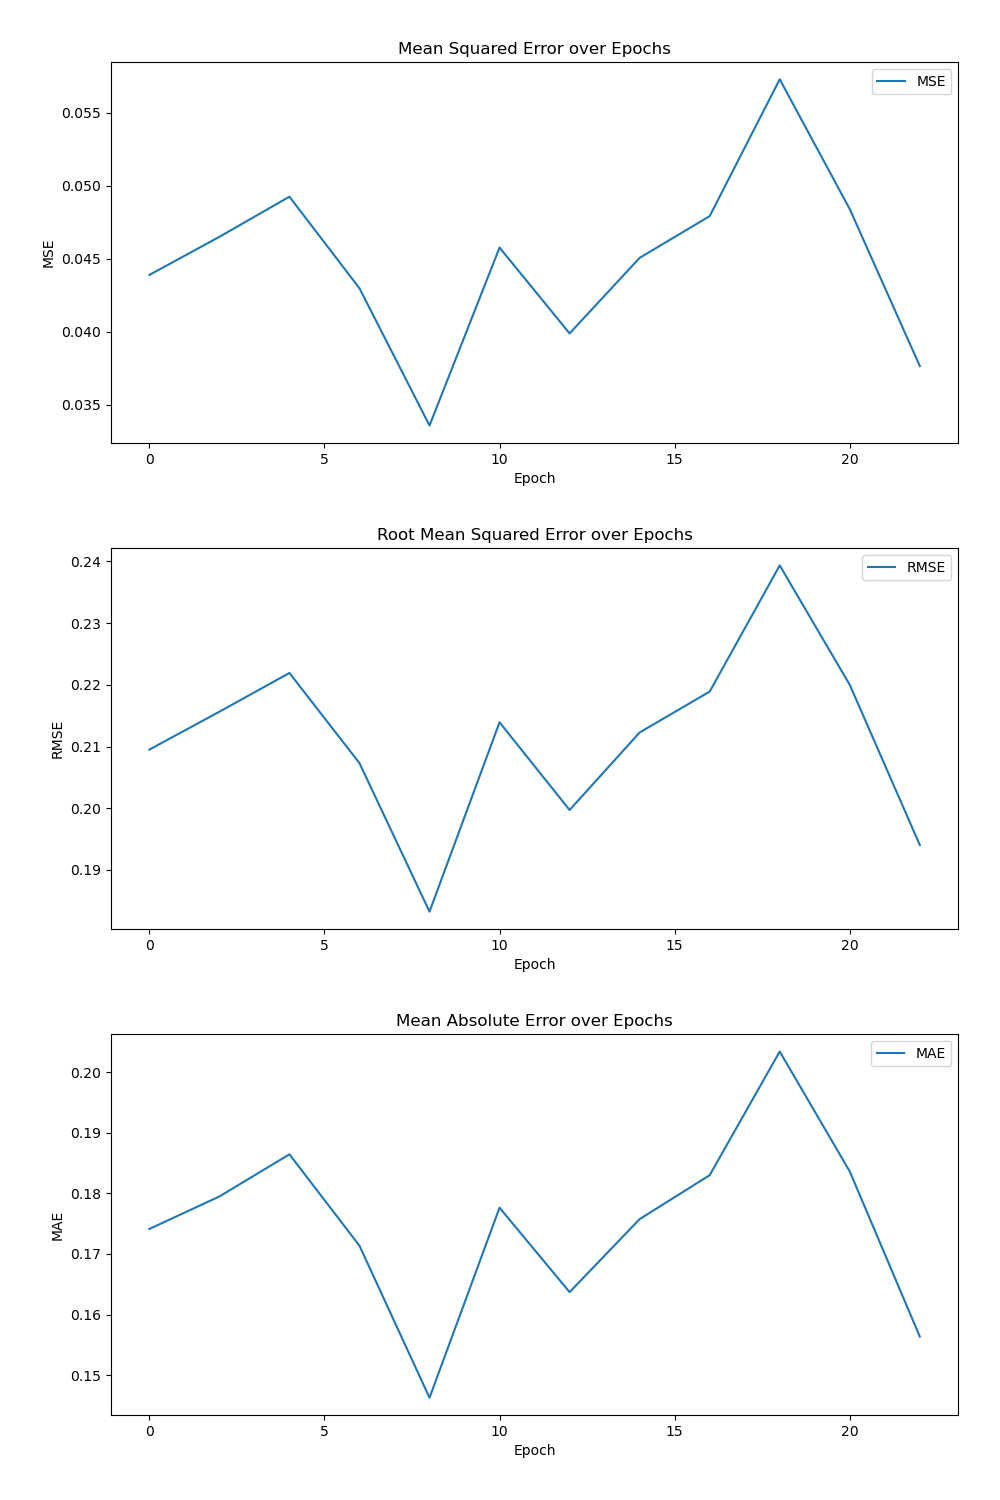 Mean Squared Error over Epochs
MSE
0.055
0.050
0.045
0.040
0.035
MSE
0 5 10 15 20
Epoch
Root Mean Squared Error over Epochs
RMSE
0.24
0.23
0.22
0.21
0.20
0.19
RMSE
0 5 10 15 20
Epoch
Mean Absolute Error over Epochs
MAE
0.20
0.19
0.18
0.17
0.16
0.15
MAE
0 5 10 15 20
Epoch